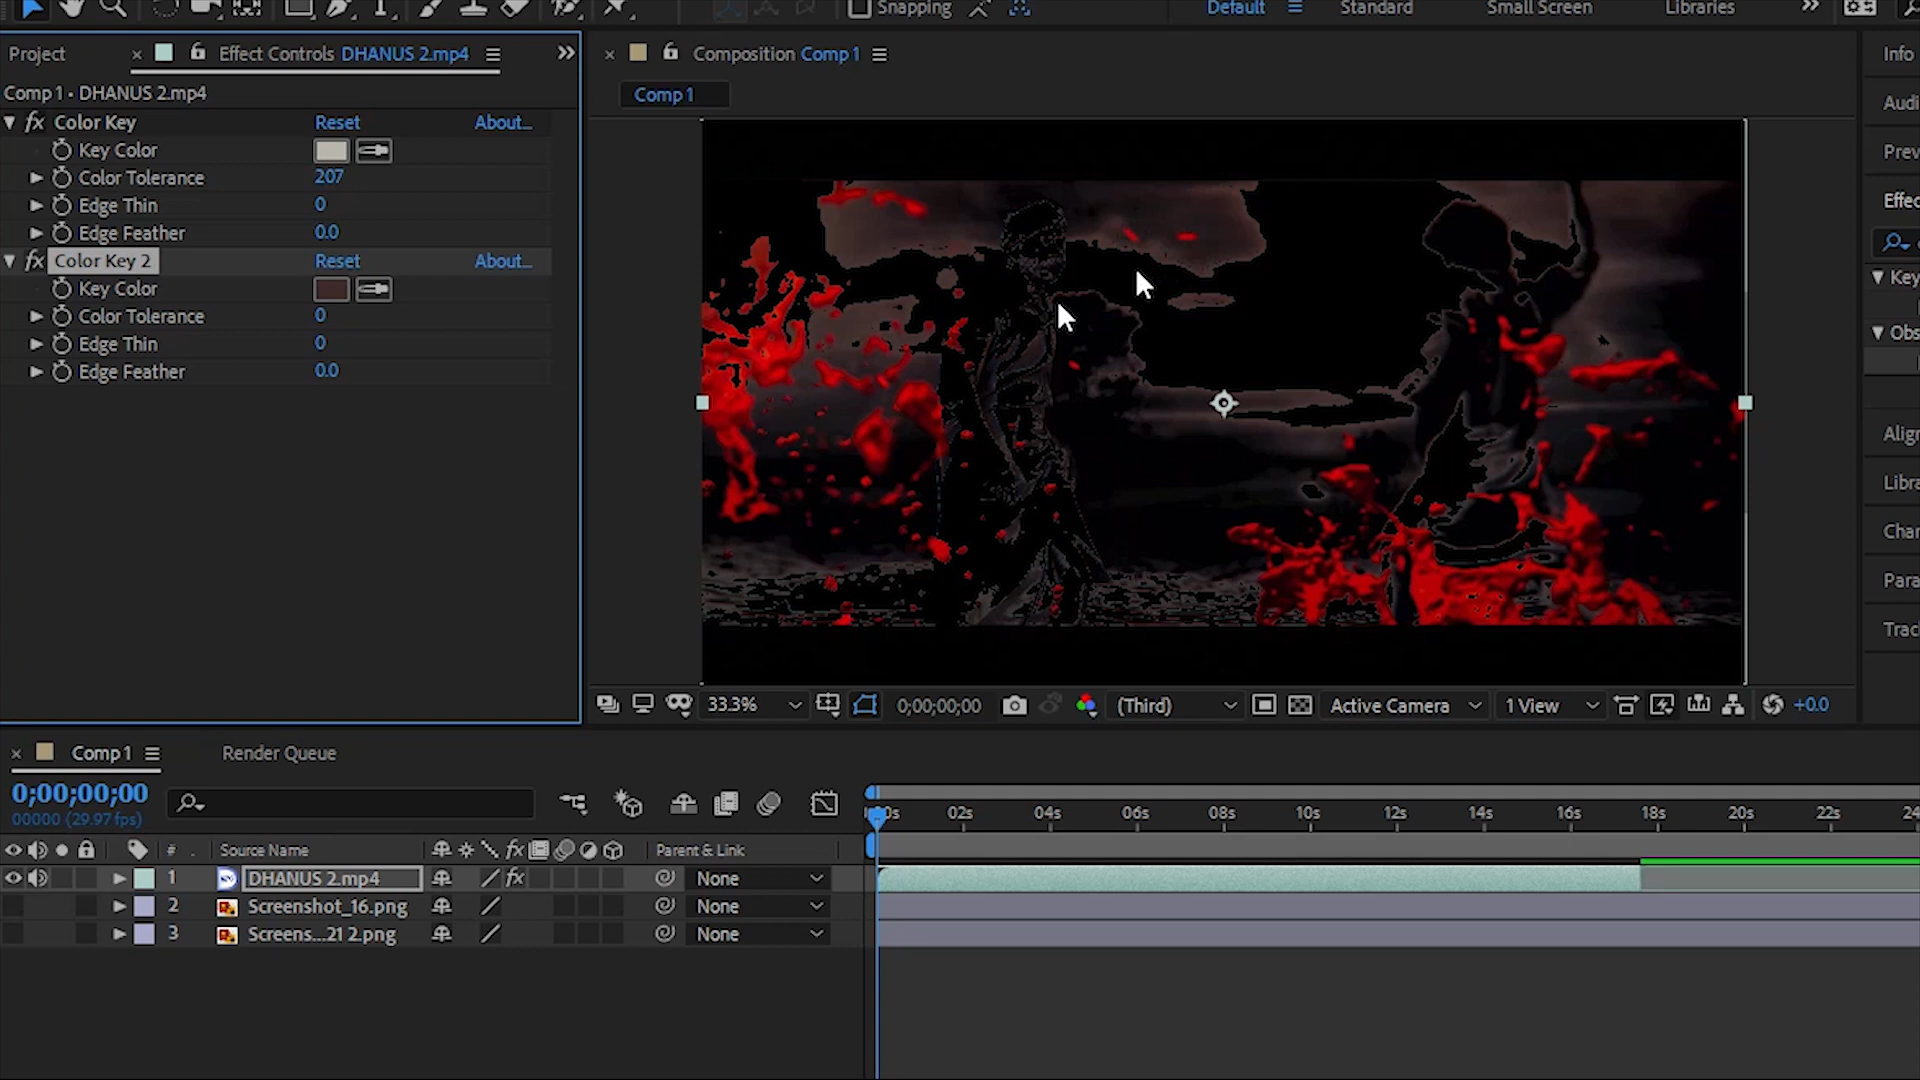 Snapping
Default
Standard
Small Screen
Libraries
Project
Effect Controls DHANUS 2.mp4
Composition Comp 1
Info
Comp 1 • DHANUS 2.mp4
Comp 1
Audi
fx Color Key Reset About...
Key Color
Prev
Color Tolerance 207
Edge Thin 0
Effec
Edge Feather 0.0
fx Color Key 2 Reset About...
Key Color
Key
Color Tolerance 0
Obs
Edge Thin 0
Edge Feather 0.0
Align
Libra
Char
Para
Trac
33.3%
0;00;00;00
(Third)
Active Camera
1 View
+0.0
Comp 1
Render Queue
0;00;00;00
00000 (29.97 fps)
0s 02s 04s 06s 08s 10s 12s 14s 16s 18s 20s 22s 24
# . Source Name fx Parent & Link
1 DHANUS 2.mp4 fx None
2 Screenshot_16.png None
3 Screens...21 2.png None